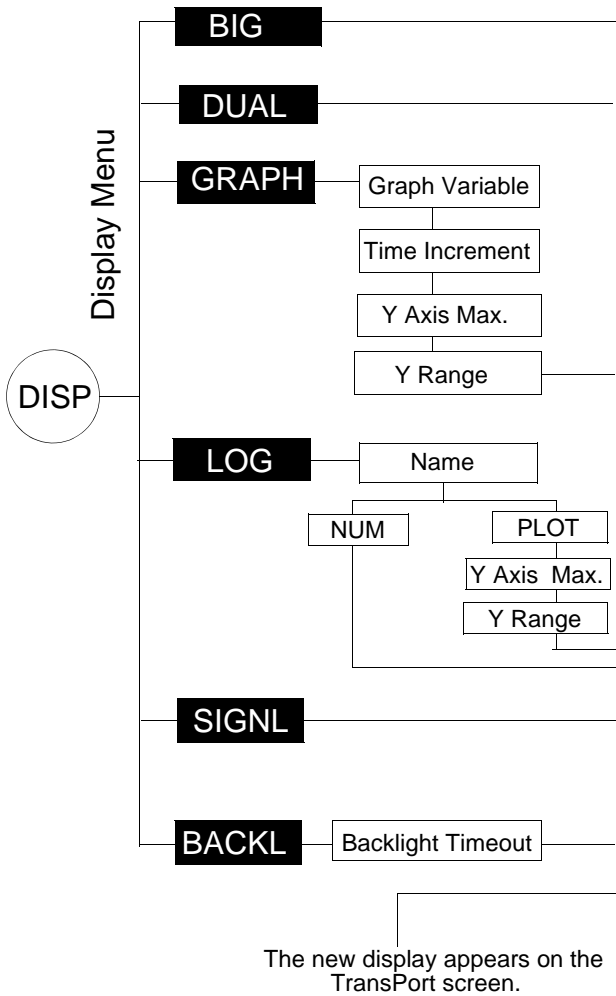 BIG
DUAL
Display Menu
GRAPH
Graph Variable
Time Increment
Y Axis Max.
Y Range
DISP
LOG
Name
NUM
PLOT
Y Axis Max.
Y Range
SIGNL
BACKL
Backlight Timeout
The new display appears on the
TransPort screen.